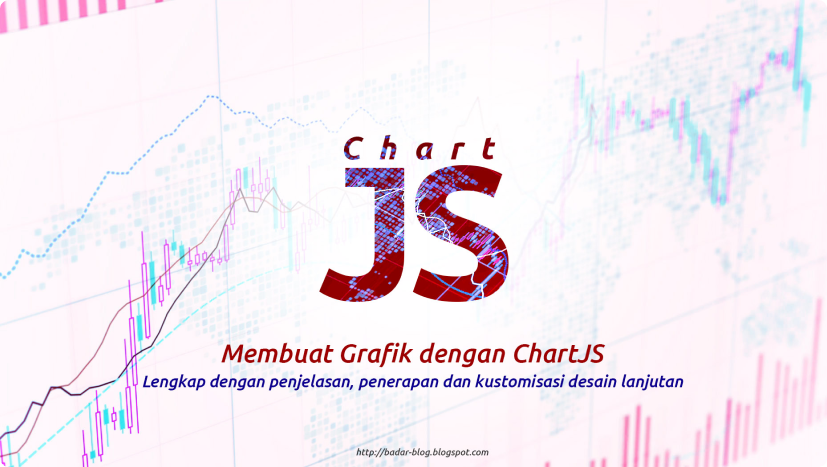 Chart
JS
Membuat Grafik dengan ChartJS
Lengkap dengan penjelasan, penerapan dan kustomisasi desain lanjutan
http://badar-blog.blogspot.com